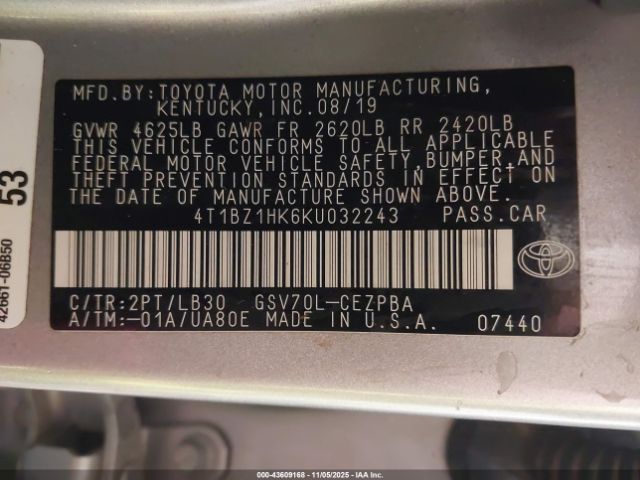 MFD.BY:TOYOTA MOTOR MANUFACTURING,
KENTUCKY,INC.08/19
GVWR 4625LB GAWR FR 2620LB RR 2420LB
THIS VEHICLE CONFORMS TO ALL APPLICABLE
FEDERAL MOTOR VEHICLE SAFETY,BUMPER,AND
THEFT PREVENTION STANDARDS IN EFFECT ON
THE DATE OF MANUFACTURE SHOWN ABOVE.
4T1BZ1HK6KU032243 PASS.CAR
C/TR:2PT/LB30 GSV70L-CEZPBA
A/TM:-01A/UA80E MADE IN U.S.A. 07440
TOYOTA
53
42661-06B50
000-43609168 - 11/05/2025 - IAA Inc.